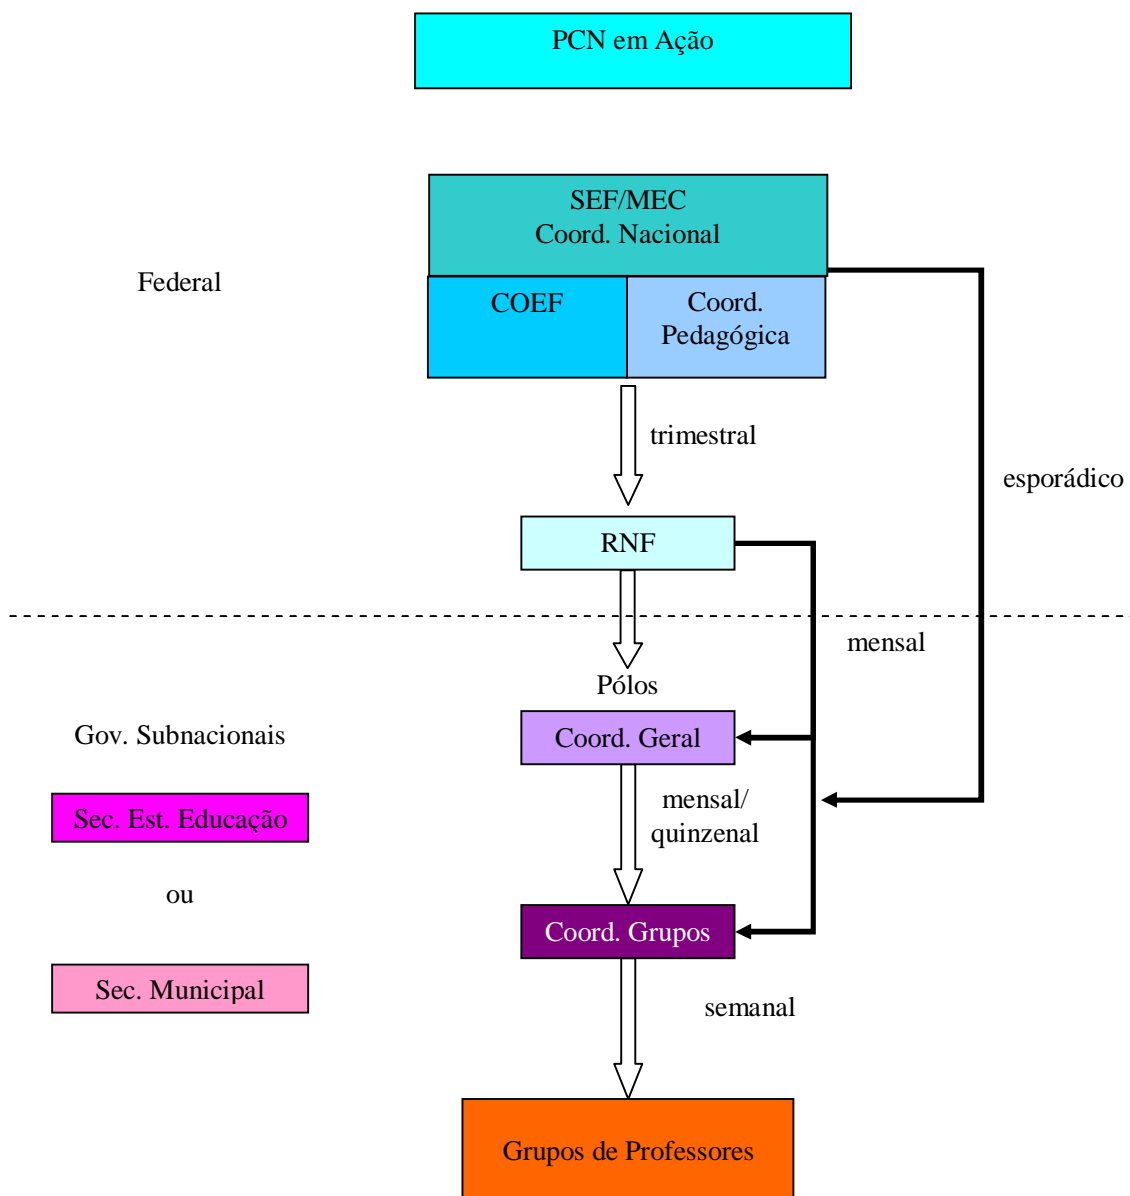 PCN em Ação
SEF/MEC
Coord. Nacional
Federal
COEF
Coord.
Pedagógica
trimestral
esporádico
RNF
mensal
Pólos
Gov. Subnacionais
Coord. Geral
Sec. Est. Educação
mensal/
quinzenal
ou
Coord. Grupos
Sec. Municipal
semanal
Grupos de Professores